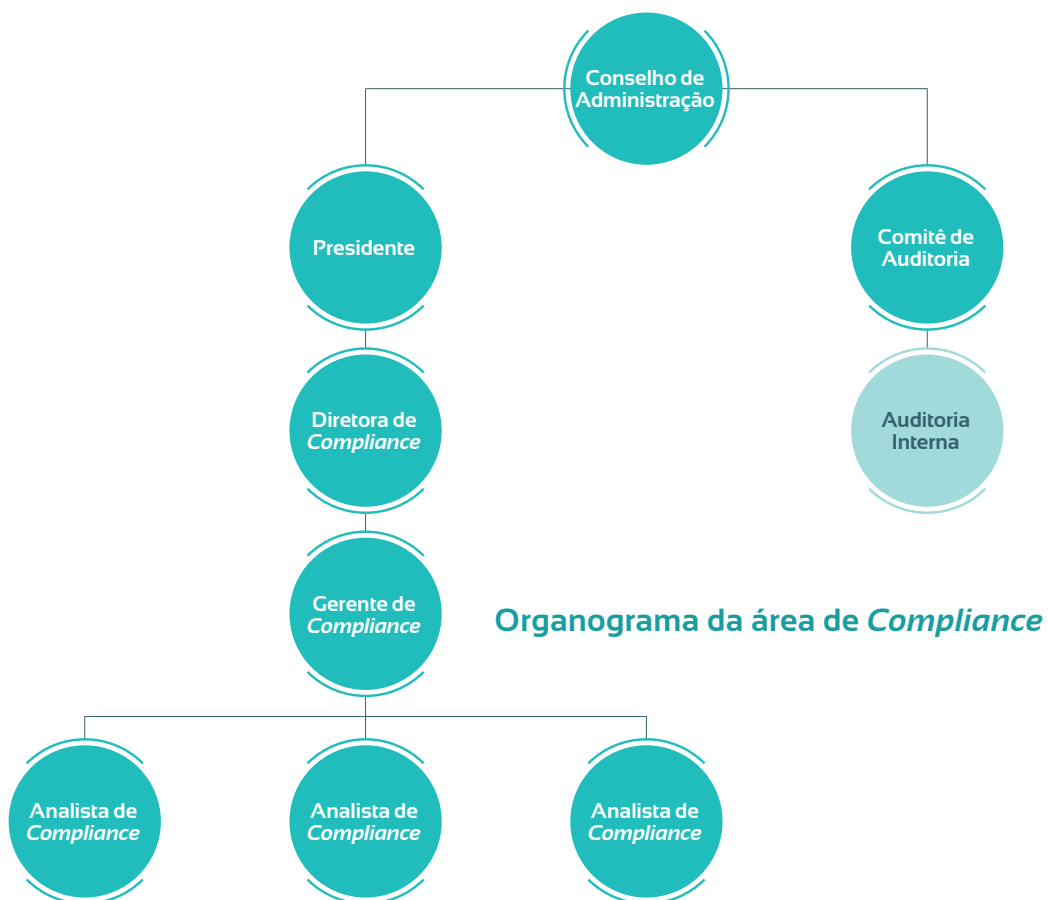 Conselho de
Administração
Presidente
Comitê de
Auditoria
Diretora de
Compliance
Auditoria
Interna
Gerente de
Compliance
Organograma da área de Compliance
Analista de
Compliance
Analista de
Compliance
Analista de
Compliance